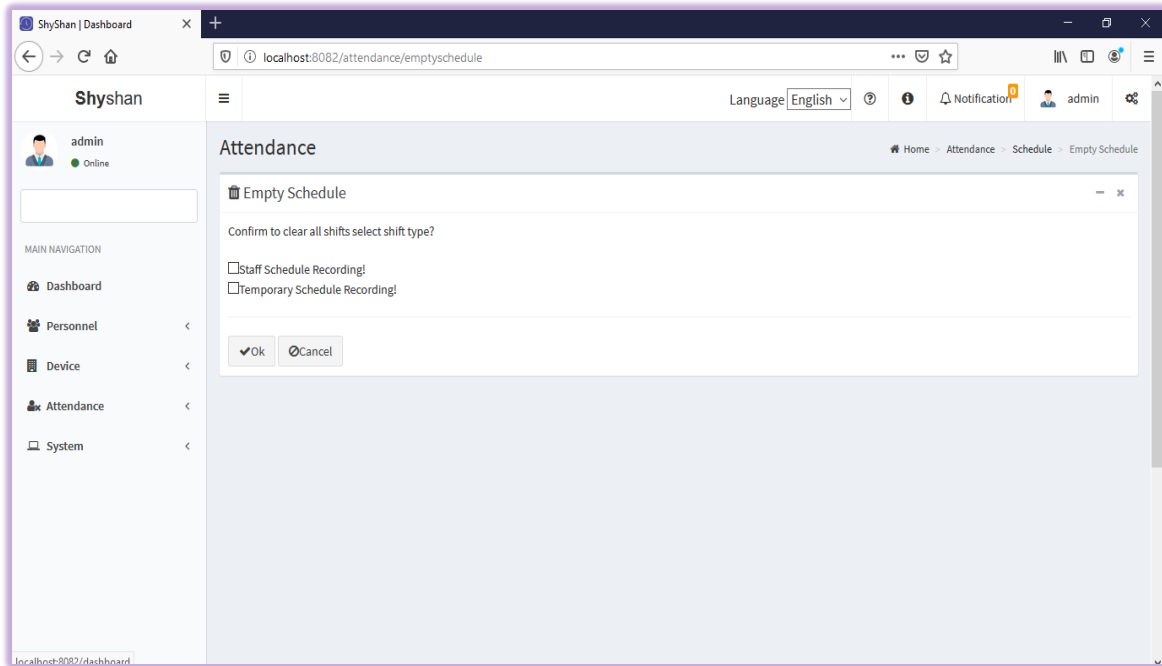 ShyShan | Dashboard
localhost:8082/attendance/emptyschedule
Shyshan
Language English
0
Notification
admin
admin
Online
Attendance
Home > Attendance > Schedule > Empty Schedule
Empty Schedule
Confirm to clear all shifts select shift type?
Staff Schedule Recording!
Temporary Schedule Recording!
Ok Cancel
MAIN NAVIGATION
Dashboard
Personnel
Device
Attendance
System
localhost:8082/dashboard